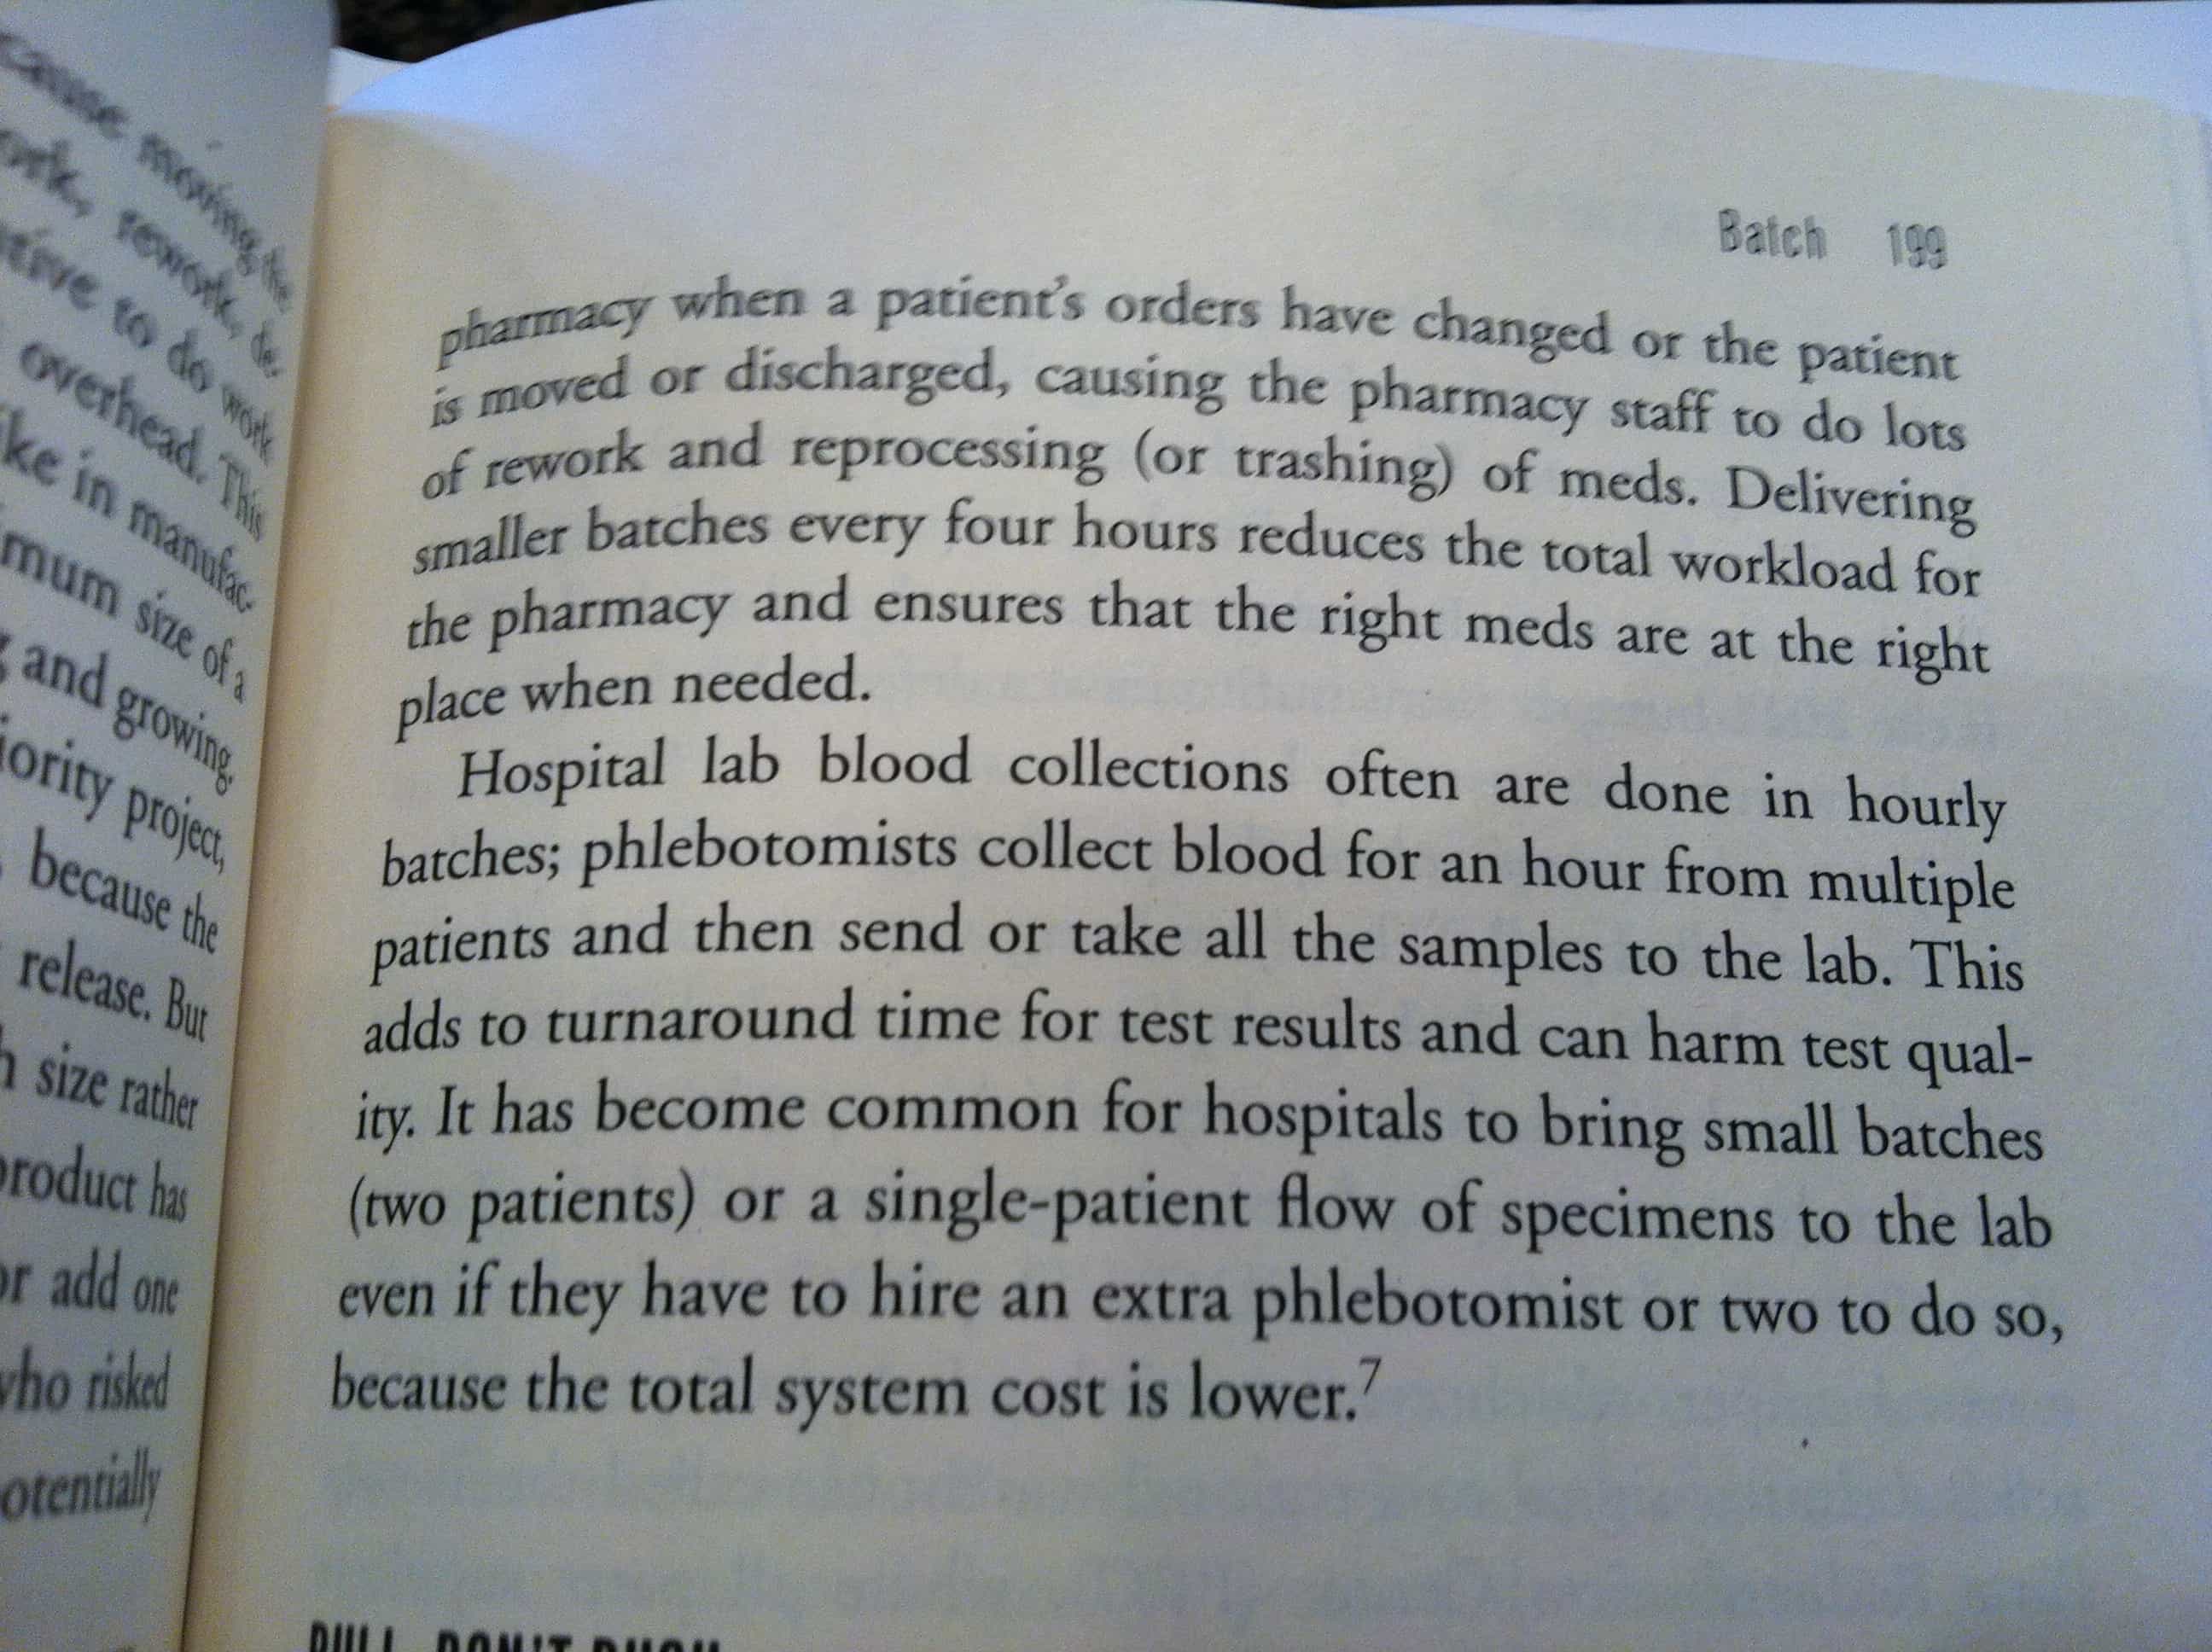 cause moving the
ork, rework, de-
ative to do work
overhead. This
ike in manufac-
mum size of a
and growing.
iority project,
because the
release. But
size rather
product has
or add one
who risked
otentially
Batch 199
pharmacy when a patient's orders have changed or the patient
is moved or discharged, causing the pharmacy staff to do lots
of rework and reprocessing (or trashing) of meds. Delivering
smaller batches every four hours reduces the total workload for
the pharmacy and ensures that the right meds are at the right
place when needed.
Hospital lab blood collections often are done in hourly
batches; phlebotomists collect blood for an hour from multiple
patients and then send or take all the samples to the lab. This
adds to turnaround time for test results and can harm test qual-
ity. It has become common for hospitals to bring small batches
(two patients) or a single-patient flow of specimens to the lab
even if they have to hire an extra phlebotomist or two to do so,
because the total system cost is lower.7
PULL, DON'T PUSH